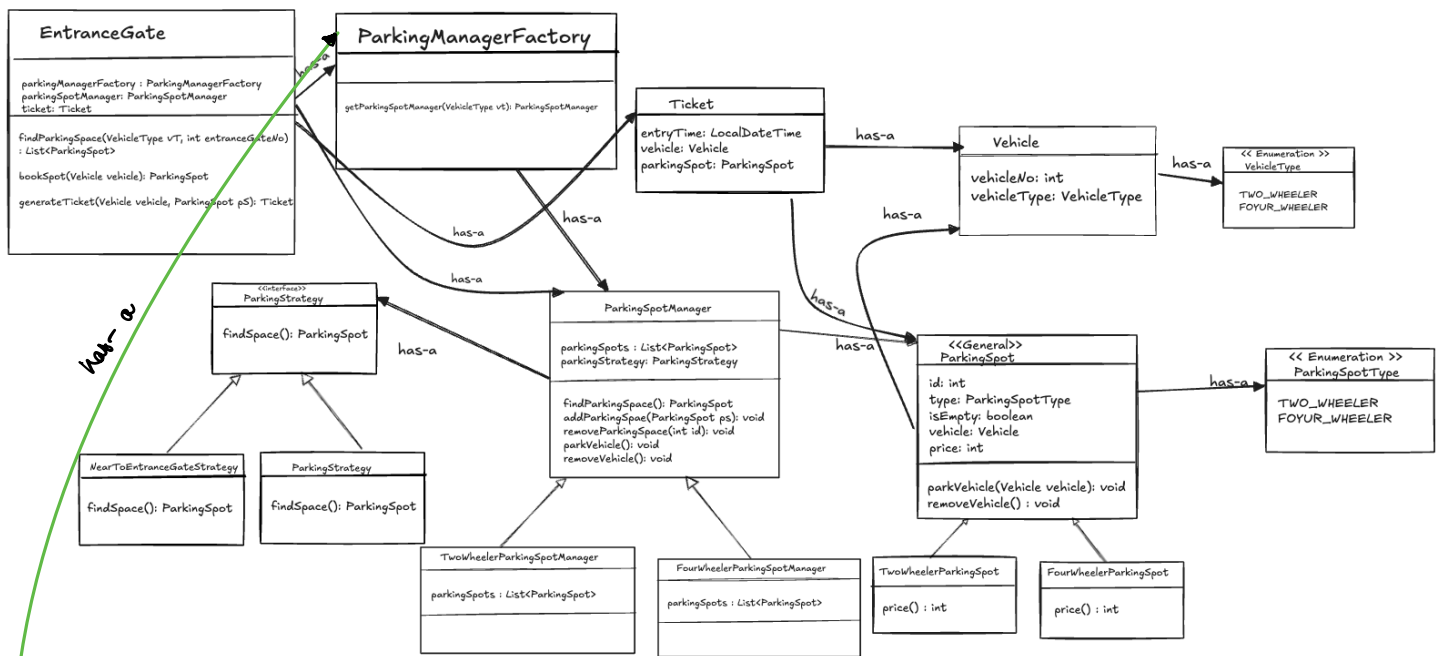 EntranceGate
parkingManagerFactory : ParkingManagerFactory
parkingSpotManager: ParkingSpotManager
ticket: Ticket
findParkingSpace(VehicleType vT, int entranceGateNo)
: List<ParkingSpot>
bookSpot(Vehicle vehicle): ParkingSpot
generateTicket(Vehicle vehicle, ParkingSpot pS): Ticket
has-a
ParkingManagerFactory
getParkingSpotManager(VehicleType vt): ParkingSpotManager
Ticket
entryTime: LocalDateTime
vehicle: Vehicle
parkingSpot: ParkingSpot
has-a
Vehicle
vehicleNo: int
vehicleType: VehicleType
has-a
<< Enumeration >>
VehicleType
TWO_WHEELER
FOYUR_WHEELER
has-a
has-a
has-a
has-a
has-a
has-a
has-a
has-a
has-a
<<interface>>
ParkingStrategy
findSpace(): ParkingSpot
NearToEntranceGateStrategy
findSpace(): ParkingSpot
ParkingStrategy
findSpace(): ParkingSpot
ParkingSpotManager
parkingSpots : List<ParkingSpot>
parkingStrategy: ParkingStrategy
findParkingSpace(): ParkingSpot
addParkingSpae(ParkingSpot ps): void
removeParkingSpace(int id): void
parkVehicle(): void
removeVehicle(): void
TwoWheelerParkingSpotManager
parkingSpots : List<ParkingSpot>
FourWheelerParkingSpotManager
parkingSpots : List<ParkingSpot>
<<General>>
ParkingSpot
id: int
type: ParkingSpotType
isEmpty: boolean
vehicle: Vehicle
price: int
parkVehicle(Vehicle vehicle): void
removeVehicle() : void
TwoWheelerParkingSpot
price() : int
FourWheelerParkingSpot
price() : int
<< Enumeration >>
ParkingSpotType
TWO_WHEELER
FOYUR_WHEELER